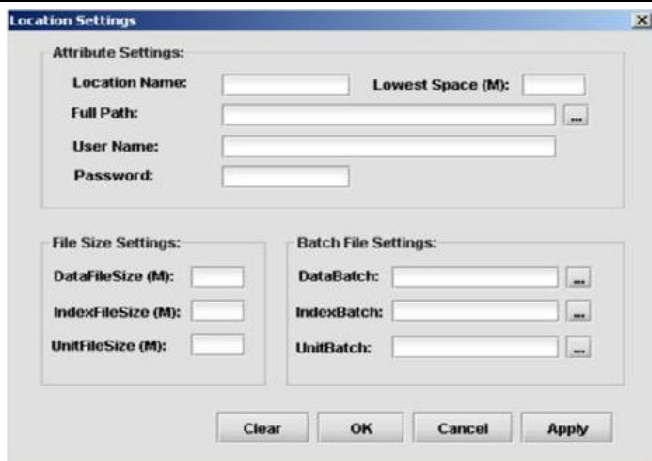 Location Settings
Attribute Settings:
Location Name: Lowest Space (M):
Full Path: ...
User Name:
Password:
File Size Settings: Batch File Settings:
DataFileSize (M): DataBatch: ...
IndexFileSize (M): IndexBatch: ...
UnitFileSize (M): UnitBatch: ...
Clear OK Cancel Apply